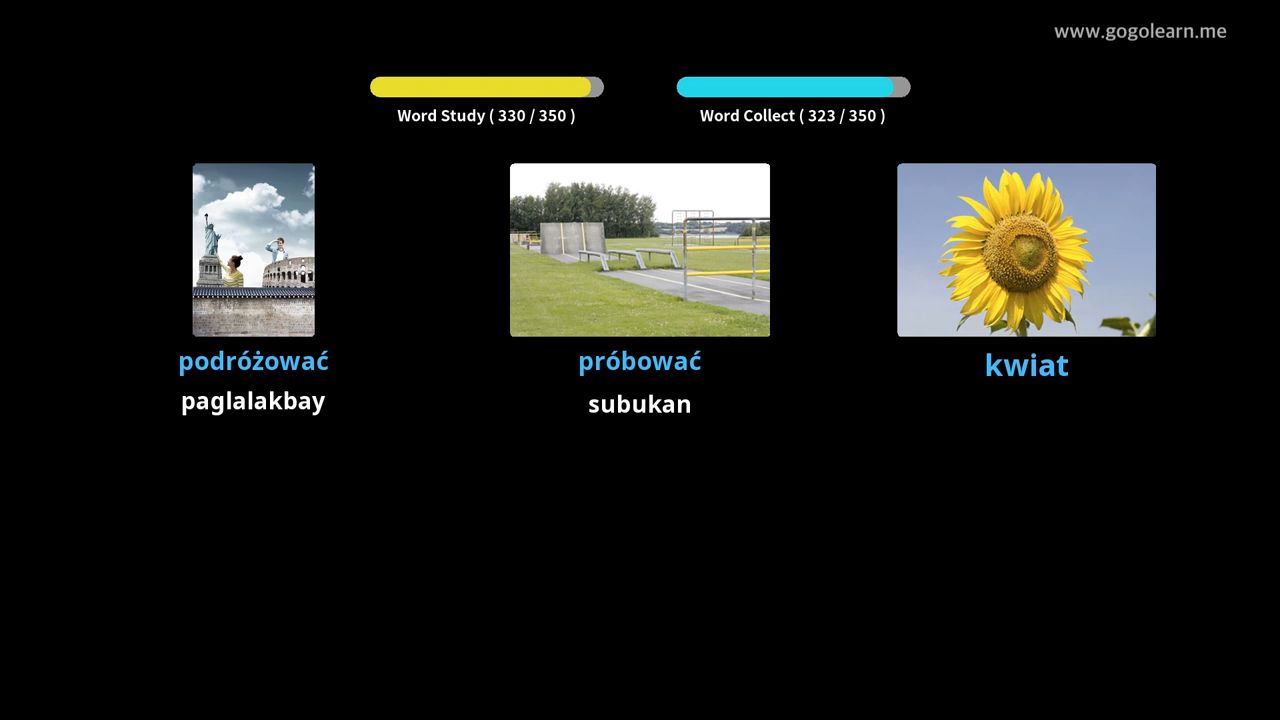 www.gogolearn.me
Word Study ( 330 / 350 )
Word Collect ( 323 / 350 )
podróżować
próbować
kwiat
paglalakbay
subukan